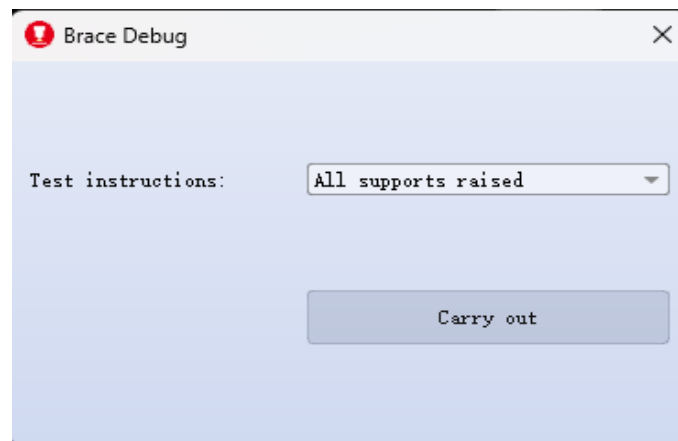 Brace Debug
Test instructions:
All supports raised
Carry out